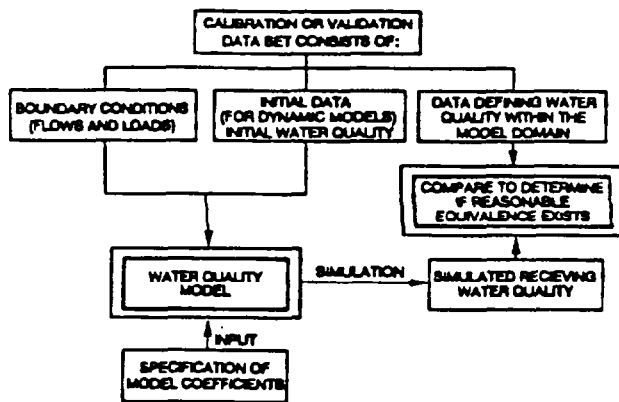 CALIBRATION OR VALIDATION
DATA SET CONSISTS OF:
BOUNDARY CONDITIONS
(FLOWS AND LOADS)
INITIAL DATA
(FOR DYNAMIC MODELS)
INITIAL WATER QUALITY
DATA DEFINING WATER
QUALITY WITHIN THE
MODEL DOMAIN
COMPARE TO DETERMINE
IF REASONABLE
EQUIVALENCE EXISTS
WATER QUALITY
MODEL
SIMULATION
SIMULATED RECIEVING
WATER QUALITY
INPUT
SPECIFICATION OF
MODEL COEFFICIENTS